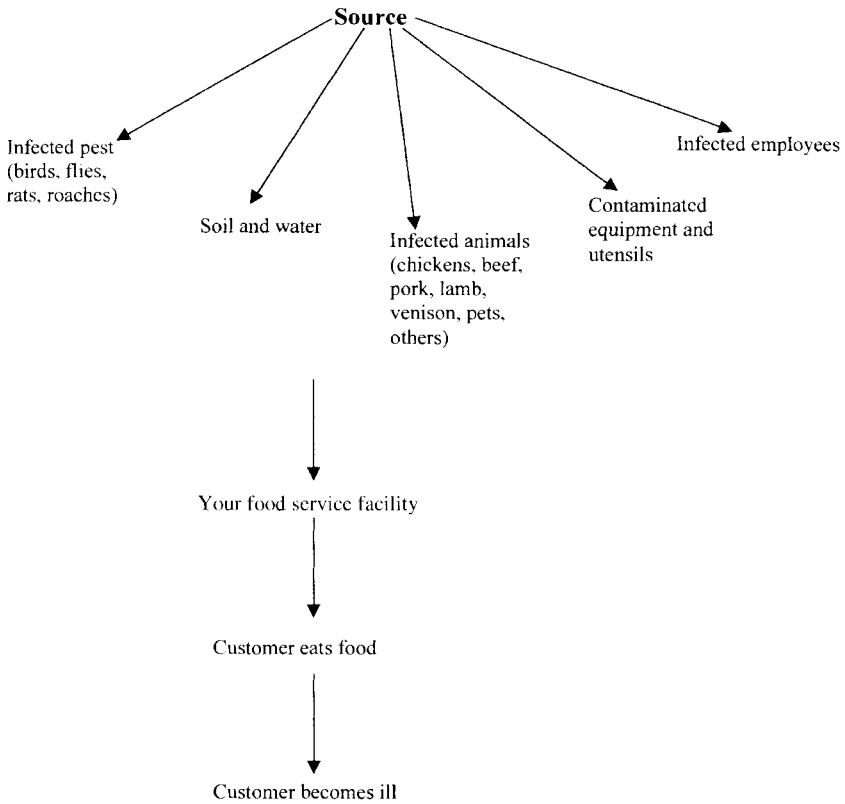 Source
Infected pest
(birds, flies,
rats, roaches)
Soil and water
Infected animals
(chickens, beef,
pork, lamb,
venison, pets,
others)
Contaminated
equipment and
utensils
Infected employees
Your food service facility
Customer eats food
Customer becomes ill